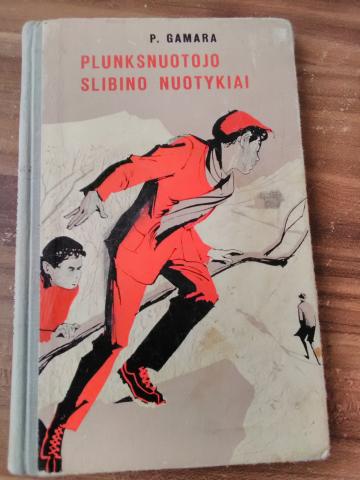 P. GAMARA
PLUNKSNUOTOJO
SLIBINO NUOTYKIAI